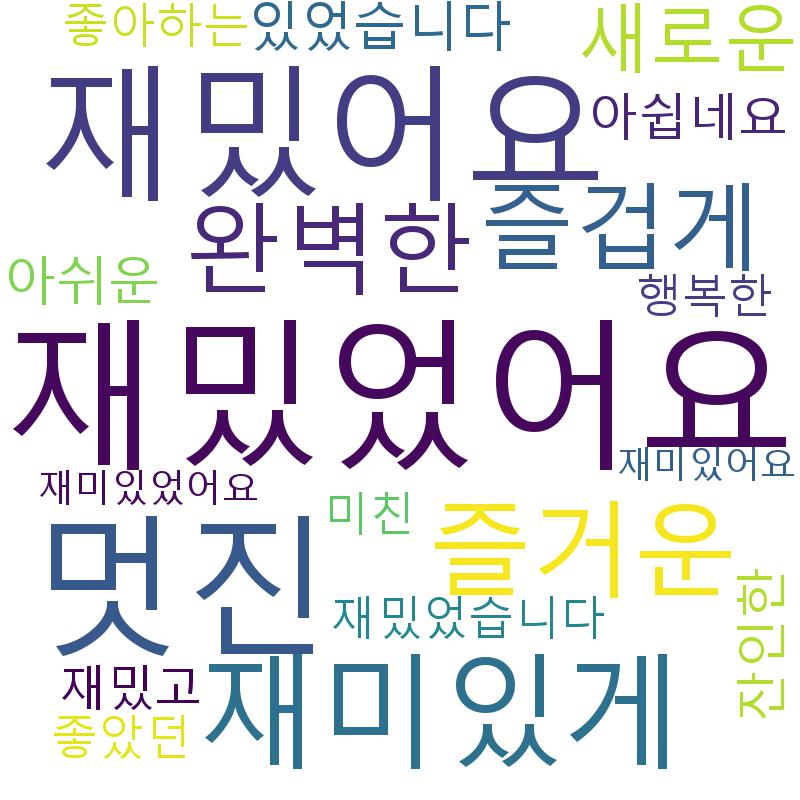 좋아하는
있었습니다
새로운
재밌어요
아쉽네요
완벽한
즐겁게
아쉬운
행복한
재밌었어요
재미있어요
재미있었어요
미친
즐거운
멋진
잔인한
재밌었습니다
재밌고
재미있게
좋았던